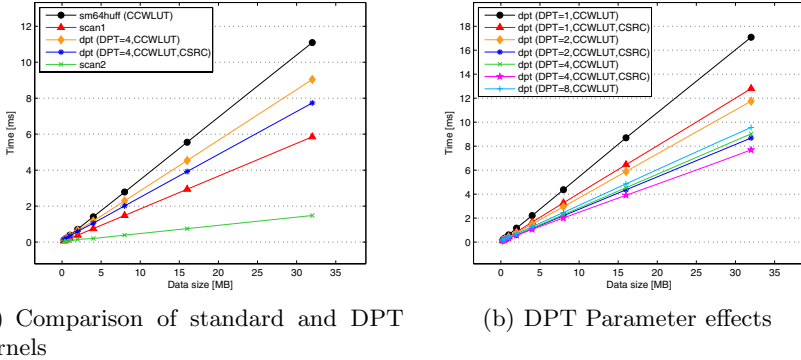 sm64huff (CCWLUT)
scan1
dpt (DPT=4,CCWLUT)
dpt (DPT=4,CCWLUT,CSRC)
scan2
12
10
8
6
4
2
0
Time [ms]
0 5 10 15 20 25 30 35
Data size [MB]
) Comparison of standard and DPT
rnels
dpt (DPT=1,CCWLUT)
dpt (DPT=1,CCWLUT,CSRC)
dpt (DPT=2,CCWLUT)
dpt (DPT=2,CCWLUT,CSRC)
dpt (DPT=4,CCWLUT)
dpt (DPT=4,CCWLUT,CSRC)
dpt (DPT=8,CCWLUT)
18
16
14
12
10
8
6
4
2
0
Time [ms]
0 5 10 15 20 25 30 35
Data size [MB]
(b) DPT Parameter effects